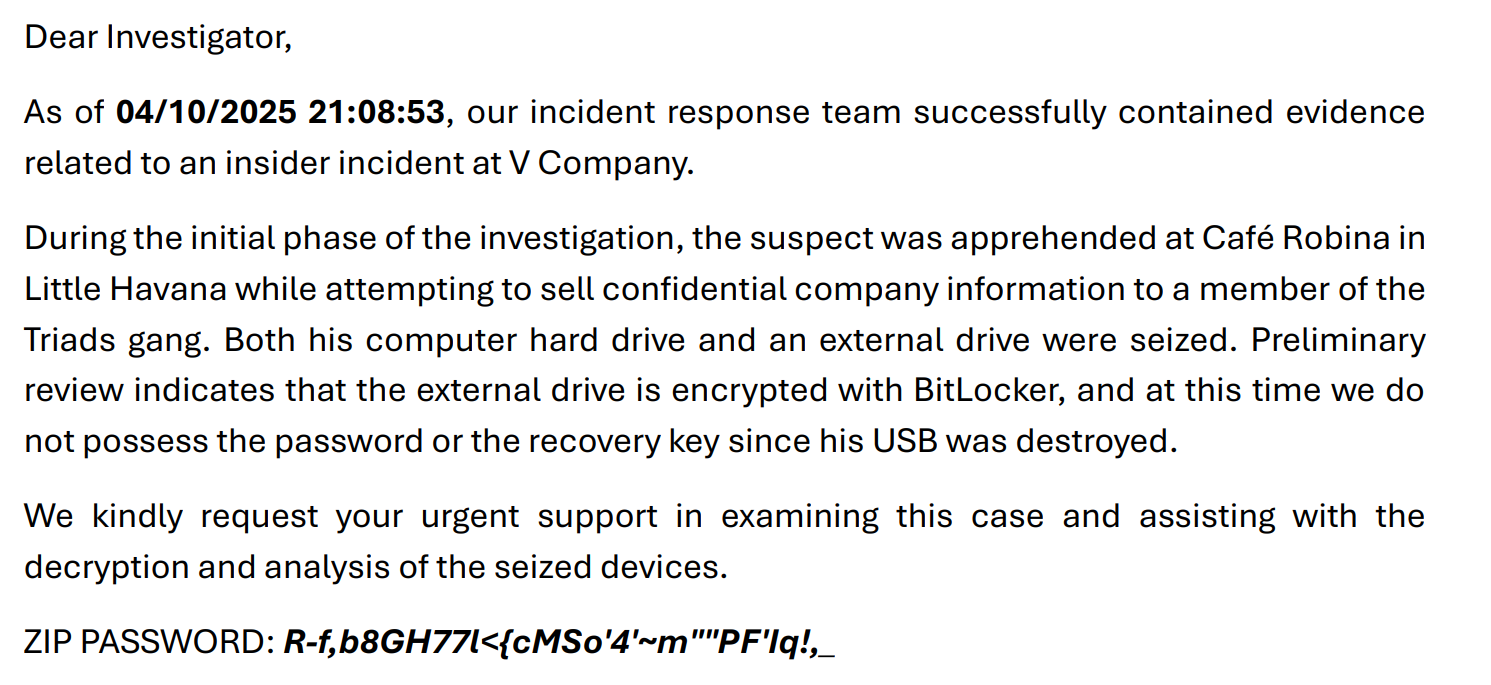 Dear Investigator,
As of 04/10/2025 21:08:53, our incident response team successfully contained evidence
related to an insider incident at V Company.
During the initial phase of the investigation, the suspect was apprehended at Café Robina in
Little Havana while attempting to sell confidential company information to a member of the
Triads gang. Both his computer hard drive and an external drive were seized. Preliminary
review indicates that the external drive is encrypted with BitLocker, and at this time we do
not possess the password or the recovery key since his USB was destroyed.
We kindly request your urgent support in examining this case and assisting with the
decryption and analysis of the seized devices.
ZIP PASSWORD: R-f,b8GH77l<{cMSo'4'~m""PF'Iq!,_